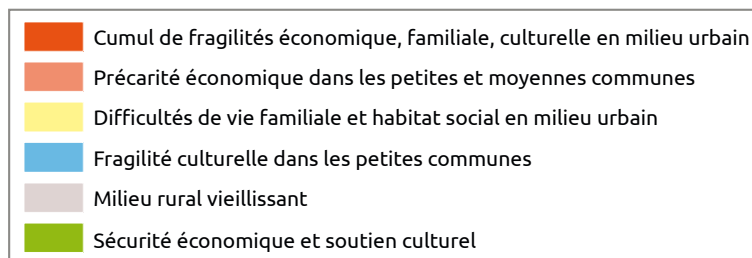 Cumul de fragilités économique, familiale, culturelle en milieu urbain
Précarité économique dans les petites et moyennes communes
Difficultés de vie familiale et habitat social en milieu urbain
Fragilité culturelle dans les petites communes
Milieu rural vieillissant
Sécurité économique et soutien culturel